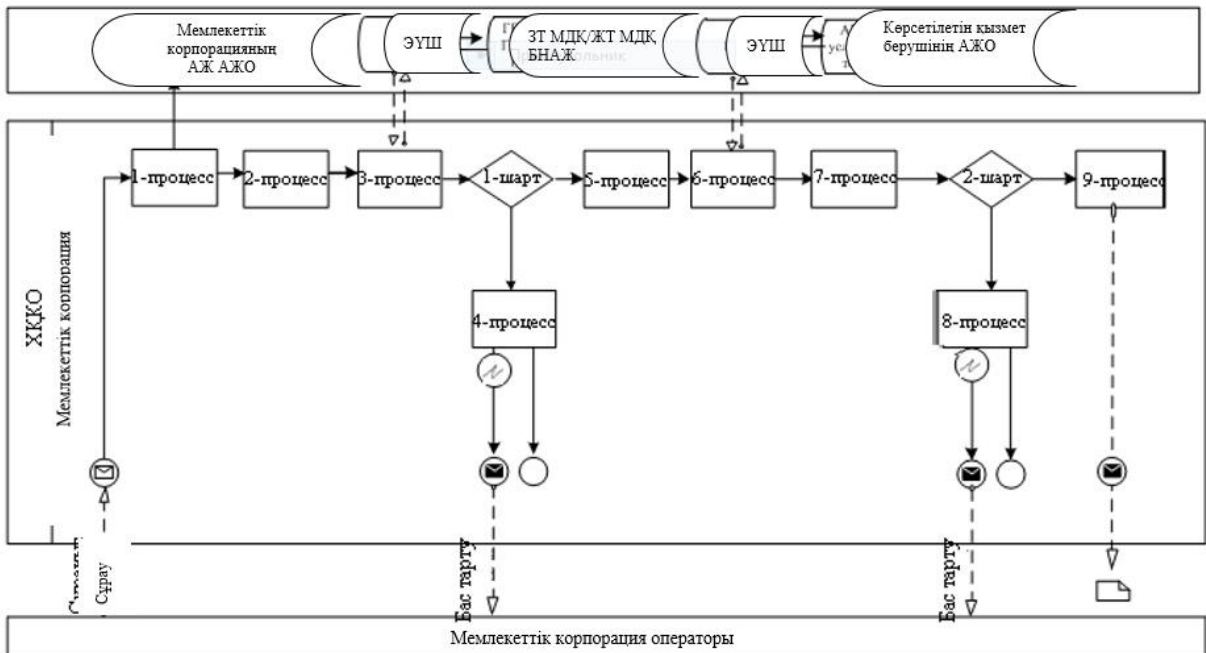 Мемлекеттік
корпорацияның
АЖ АЖО
ЭҮШ
ЗТ МДҚ/ЖТ МДҚ
БНАЖ
ЭҮШ
Көрсетілетін қызмет
берушінің АЖО
1-процесс
2-процесс
3-процесс
1-шарт
5-процесс
6-процесс
7-процесс
2-шарт
9-процесс
4-процесс
8-процесс
ХҚКО
Мемлекеттік корпорация
Сұрау
Бас тарту
Бас тарту
Мемлекеттік корпорация операторы